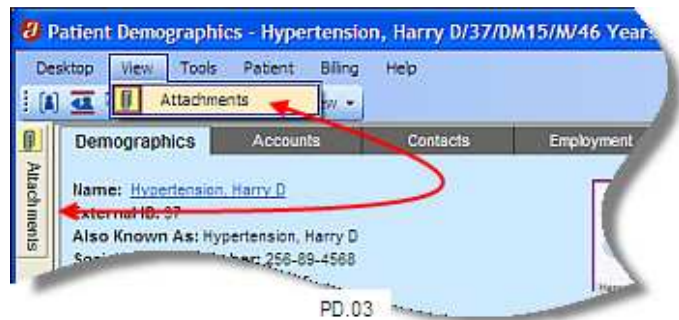 Patient Demographics - Hypertension, Harry D/37/DM15/M/46 Years
Desktop View Tools Patient Billing Help
Attachments
Attachments
Demographics Accounts Contacts Employment
Name: Hypertension, Harry D
External ID: 37
Also Known As: Hypertension, Harry D
256-89-4568
PD.03